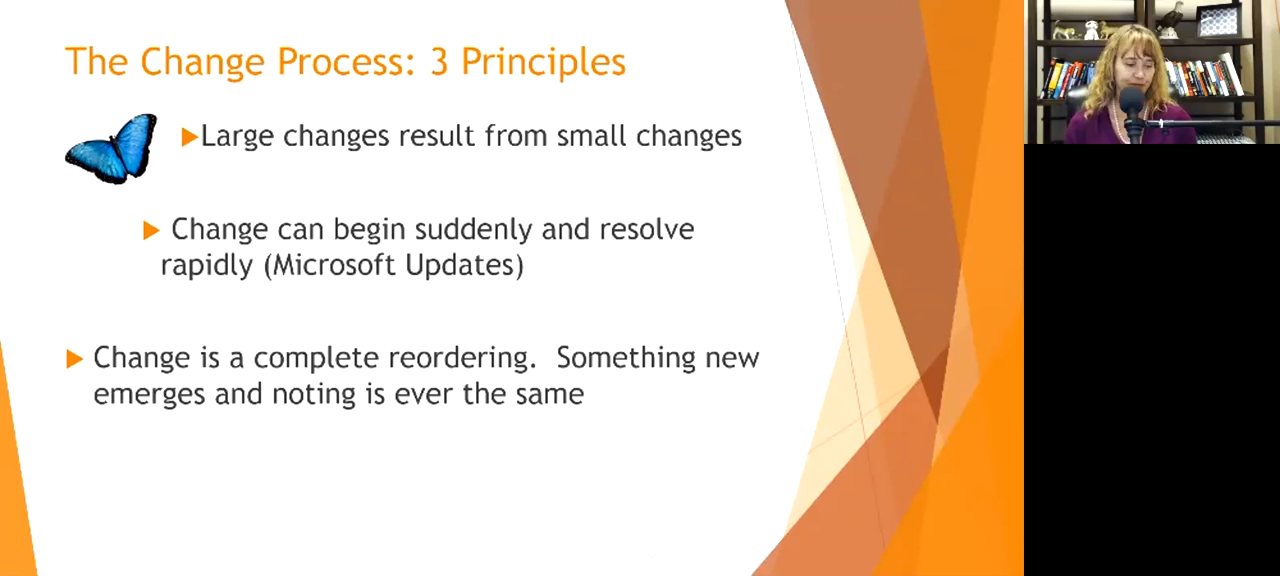 The Change Process: 3 Principles
Large changes result from small changes
Change can begin suddenly and resolve
rapidly (Microsoft Updates)
Change is a complete reordering.  Something new
emerges and noting is ever the same